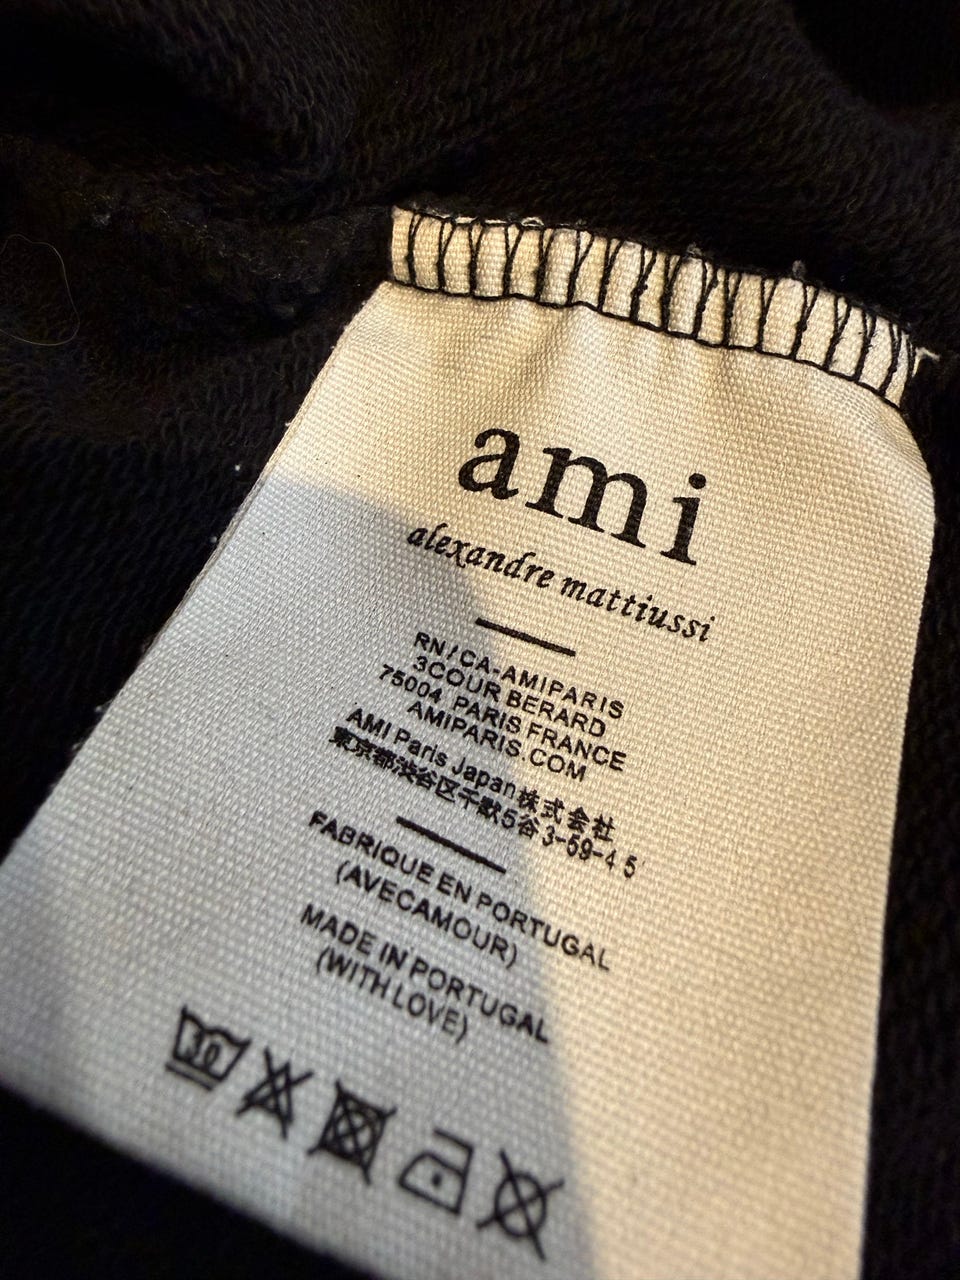 ami
alexandre mattiussi
RN/CA-AMIPARIS
3COUR BERARD
75004 PARIS FRANCE
AMIPARIS.COM
AMI Paris Japan株式会社
東京都渋谷区千駄5谷3-59-4 5
FABRIQUE EN PORTUGAL
(AVECAMOUR)
MADE IN PORTUGAL
(WITH LOVE)
30